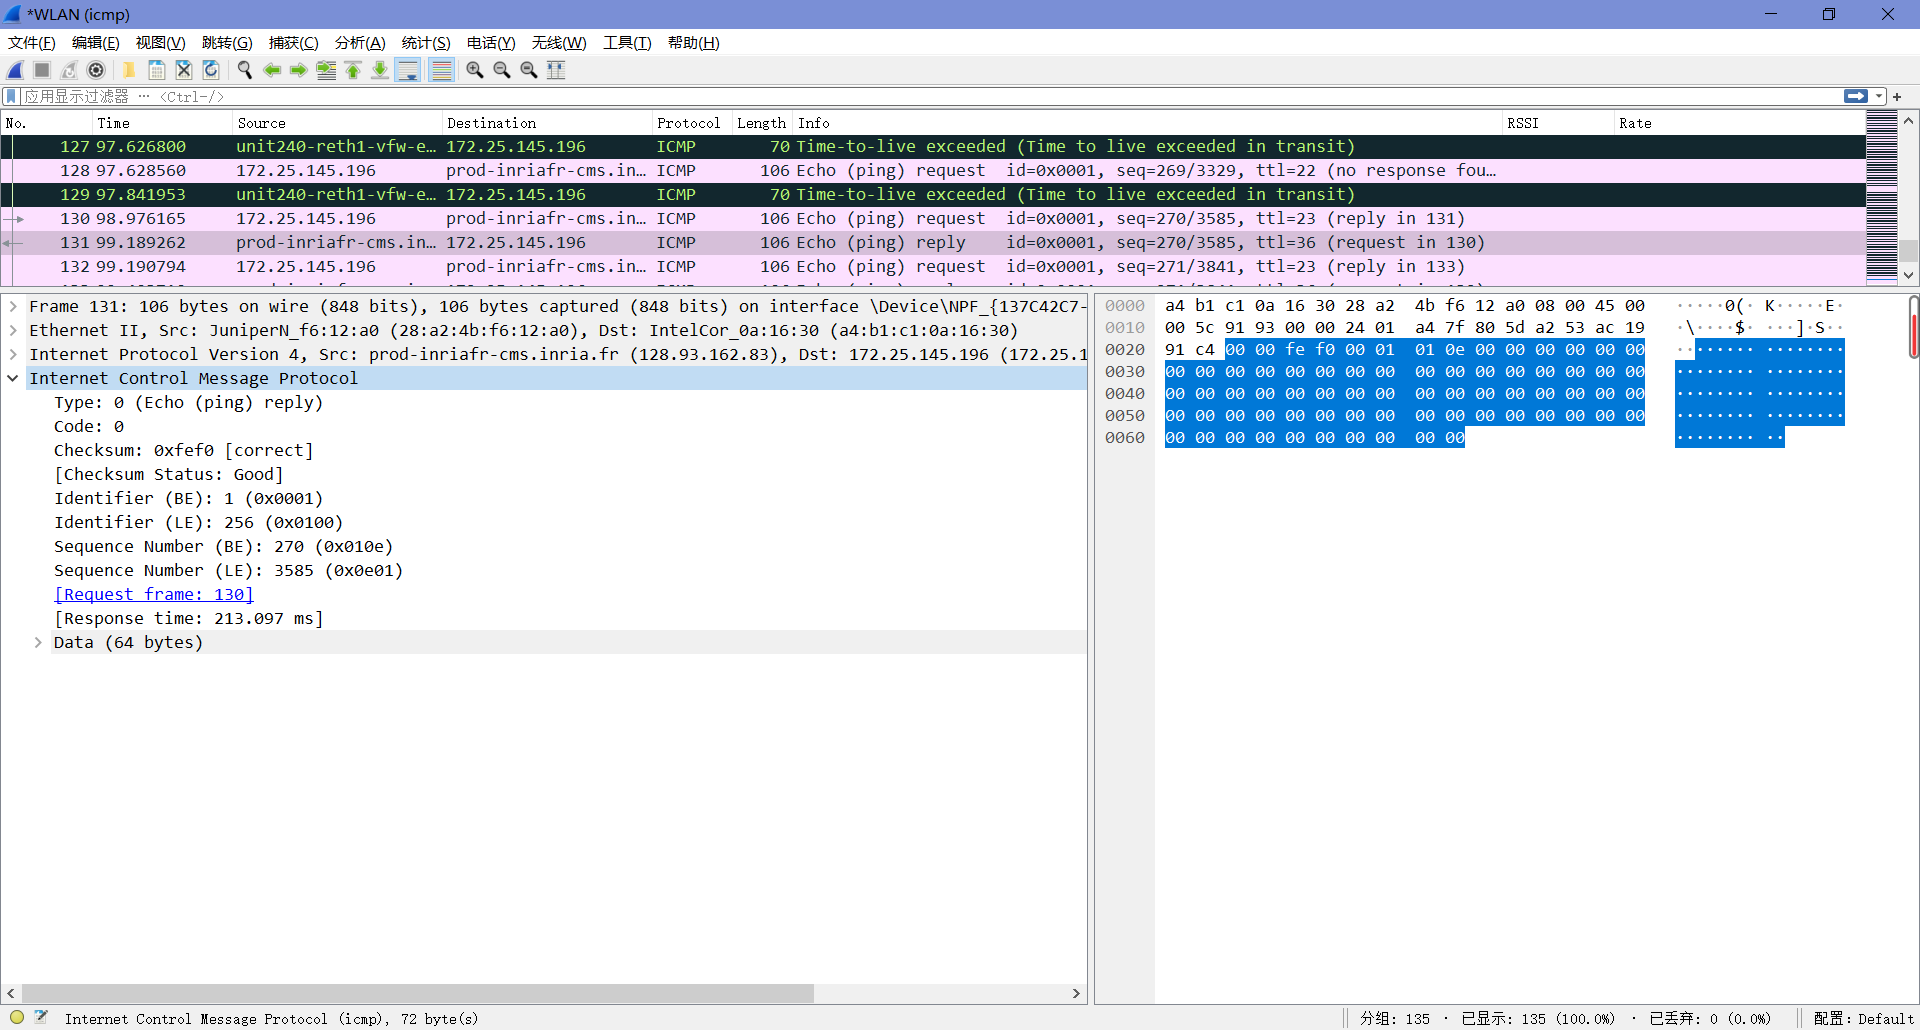 *WLAN (icmp)
文件(F) 编辑(E) 视图(V) 跳转(G) 捕获(C) 分析(A) 统计(S) 电话(Y) 无线(W) 工具(T) 帮助(H)
应用显示过滤器 … <Ctrl-/>
No. Time Source Destination Protocol Length Info RSSI Rate
127 97.626800 unit240-reth1-vfw-e… 172.25.145.196 ICMP 70 Time-to-live exceeded (Time to live exceeded in transit)
128 97.628560 172.25.145.196 prod-inriafr-cms.in… ICMP 106 Echo (ping) request id=0x0001, seq=269/3329, ttl=22 (no response fou…
129 97.841953 unit240-reth1-vfw-e… 172.25.145.196 ICMP 70 Time-to-live exceeded (Time to live exceeded in transit)
130 98.976165 172.25.145.196 prod-inriafr-cms.in… ICMP 106 Echo (ping) request id=0x0001, seq=270/3585, ttl=23 (reply in 131)
131 99.189262 prod-inriafr-cms.in… 172.25.145.196 ICMP 106 Echo (ping) reply id=0x0001, seq=270/3585, ttl=36 (request in 130)
132 99.190794 172.25.145.196 prod-inriafr-cms.in… ICMP 106 Echo (ping) request id=0x0001, seq=271/3841, ttl=23 (reply in 133)
Frame 131: 106 bytes on wire (848 bits), 106 bytes captured (848 bits) on interface \Device\NPF_{137C42C7-
Ethernet II, Src: JuniperN_f6:12:a0 (28:a2:4b:f6:12:a0), Dst: IntelCor_0a:16:30 (a4:b1:c1:0a:16:30)
Internet Protocol Version 4, Src: prod-inriafr-cms.inria.fr (128.93.162.83), Dst: 172.25.145.196 (172.25.1
Internet Control Message Protocol
Type: 0 (Echo (ping) reply)
Code: 0
Checksum: 0xfef0 [correct]
[Checksum Status: Good]
Identifier (BE): 1 (0x0001)
Identifier (LE): 256 (0x0100)
Sequence Number (BE): 270 (0x010e)
Sequence Number (LE): 3585 (0x0e01)
[Request frame: 130]
[Response time: 213.097 ms]
Data (64 bytes)
0000 a4 b1 c1 0a 16 30 28 a2 4b f6 12 a0 08 00 45 00 ·····0(· K·····E·
0010 00 5c 91 93 00 00 24 01 a4 7f 80 5d a2 53 ac 19 ·\····$· ···]·S··
0020 91 c4 00 00 fe f0 00 01 01 0e 00 00 00 00 00 00 ········ ········
0030 00 00 00 00 00 00 00 00 00 00 00 00 00 00 00 00 ········ ········
0040 00 00 00 00 00 00 00 00 00 00 00 00 00 00 00 00 ········ ········
0050 00 00 00 00 00 00 00 00 00 00 00 00 00 00 00 00 ········ ········
0060 00 00 00 00 00 00 00 00 00 00 ········ ··
Internet Control Message Protocol (icmp), 72 byte(s) 分组: 135 · 已显示: 135 (100.0%) · 已丢弃: 0 (0.0%) 配置: Default